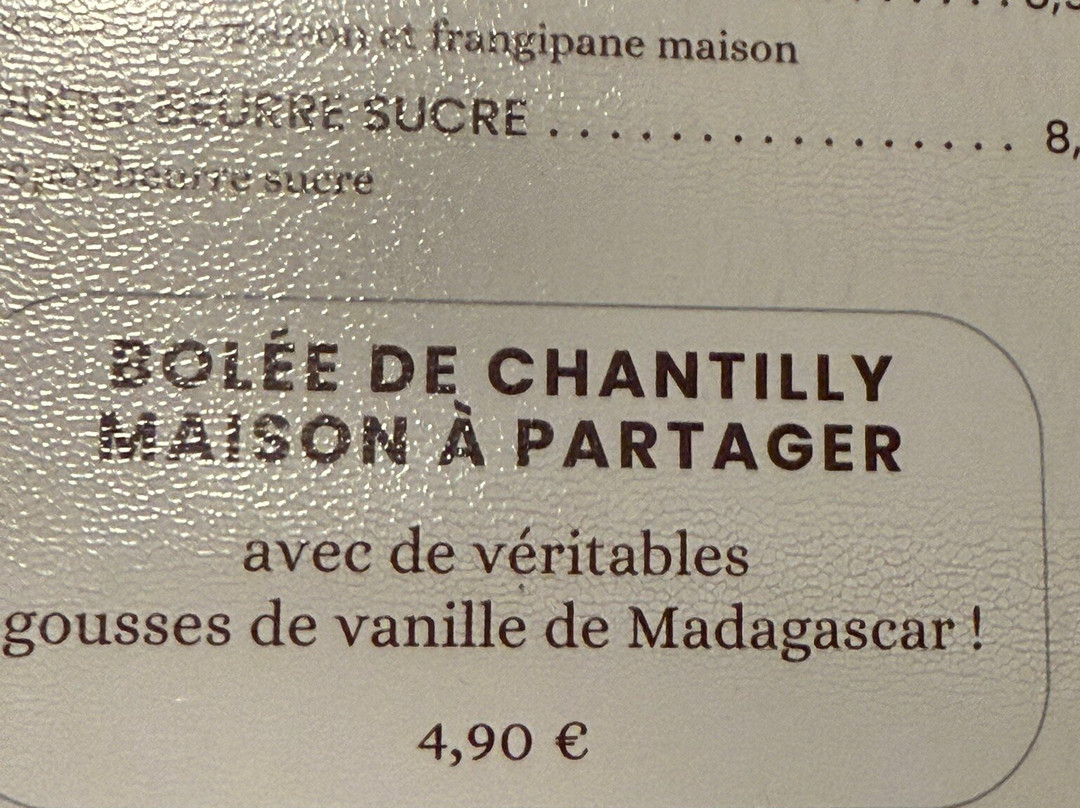 et frangipane maison
BEURRE SUCRE . . . . . . . . . . . . . . . . 8,
beurre sucre
BOLÉE DE CHANTILLY
MAISON À PARTAGER
avec de véritables
gousses de vanille de Madagascar !
4,90 €